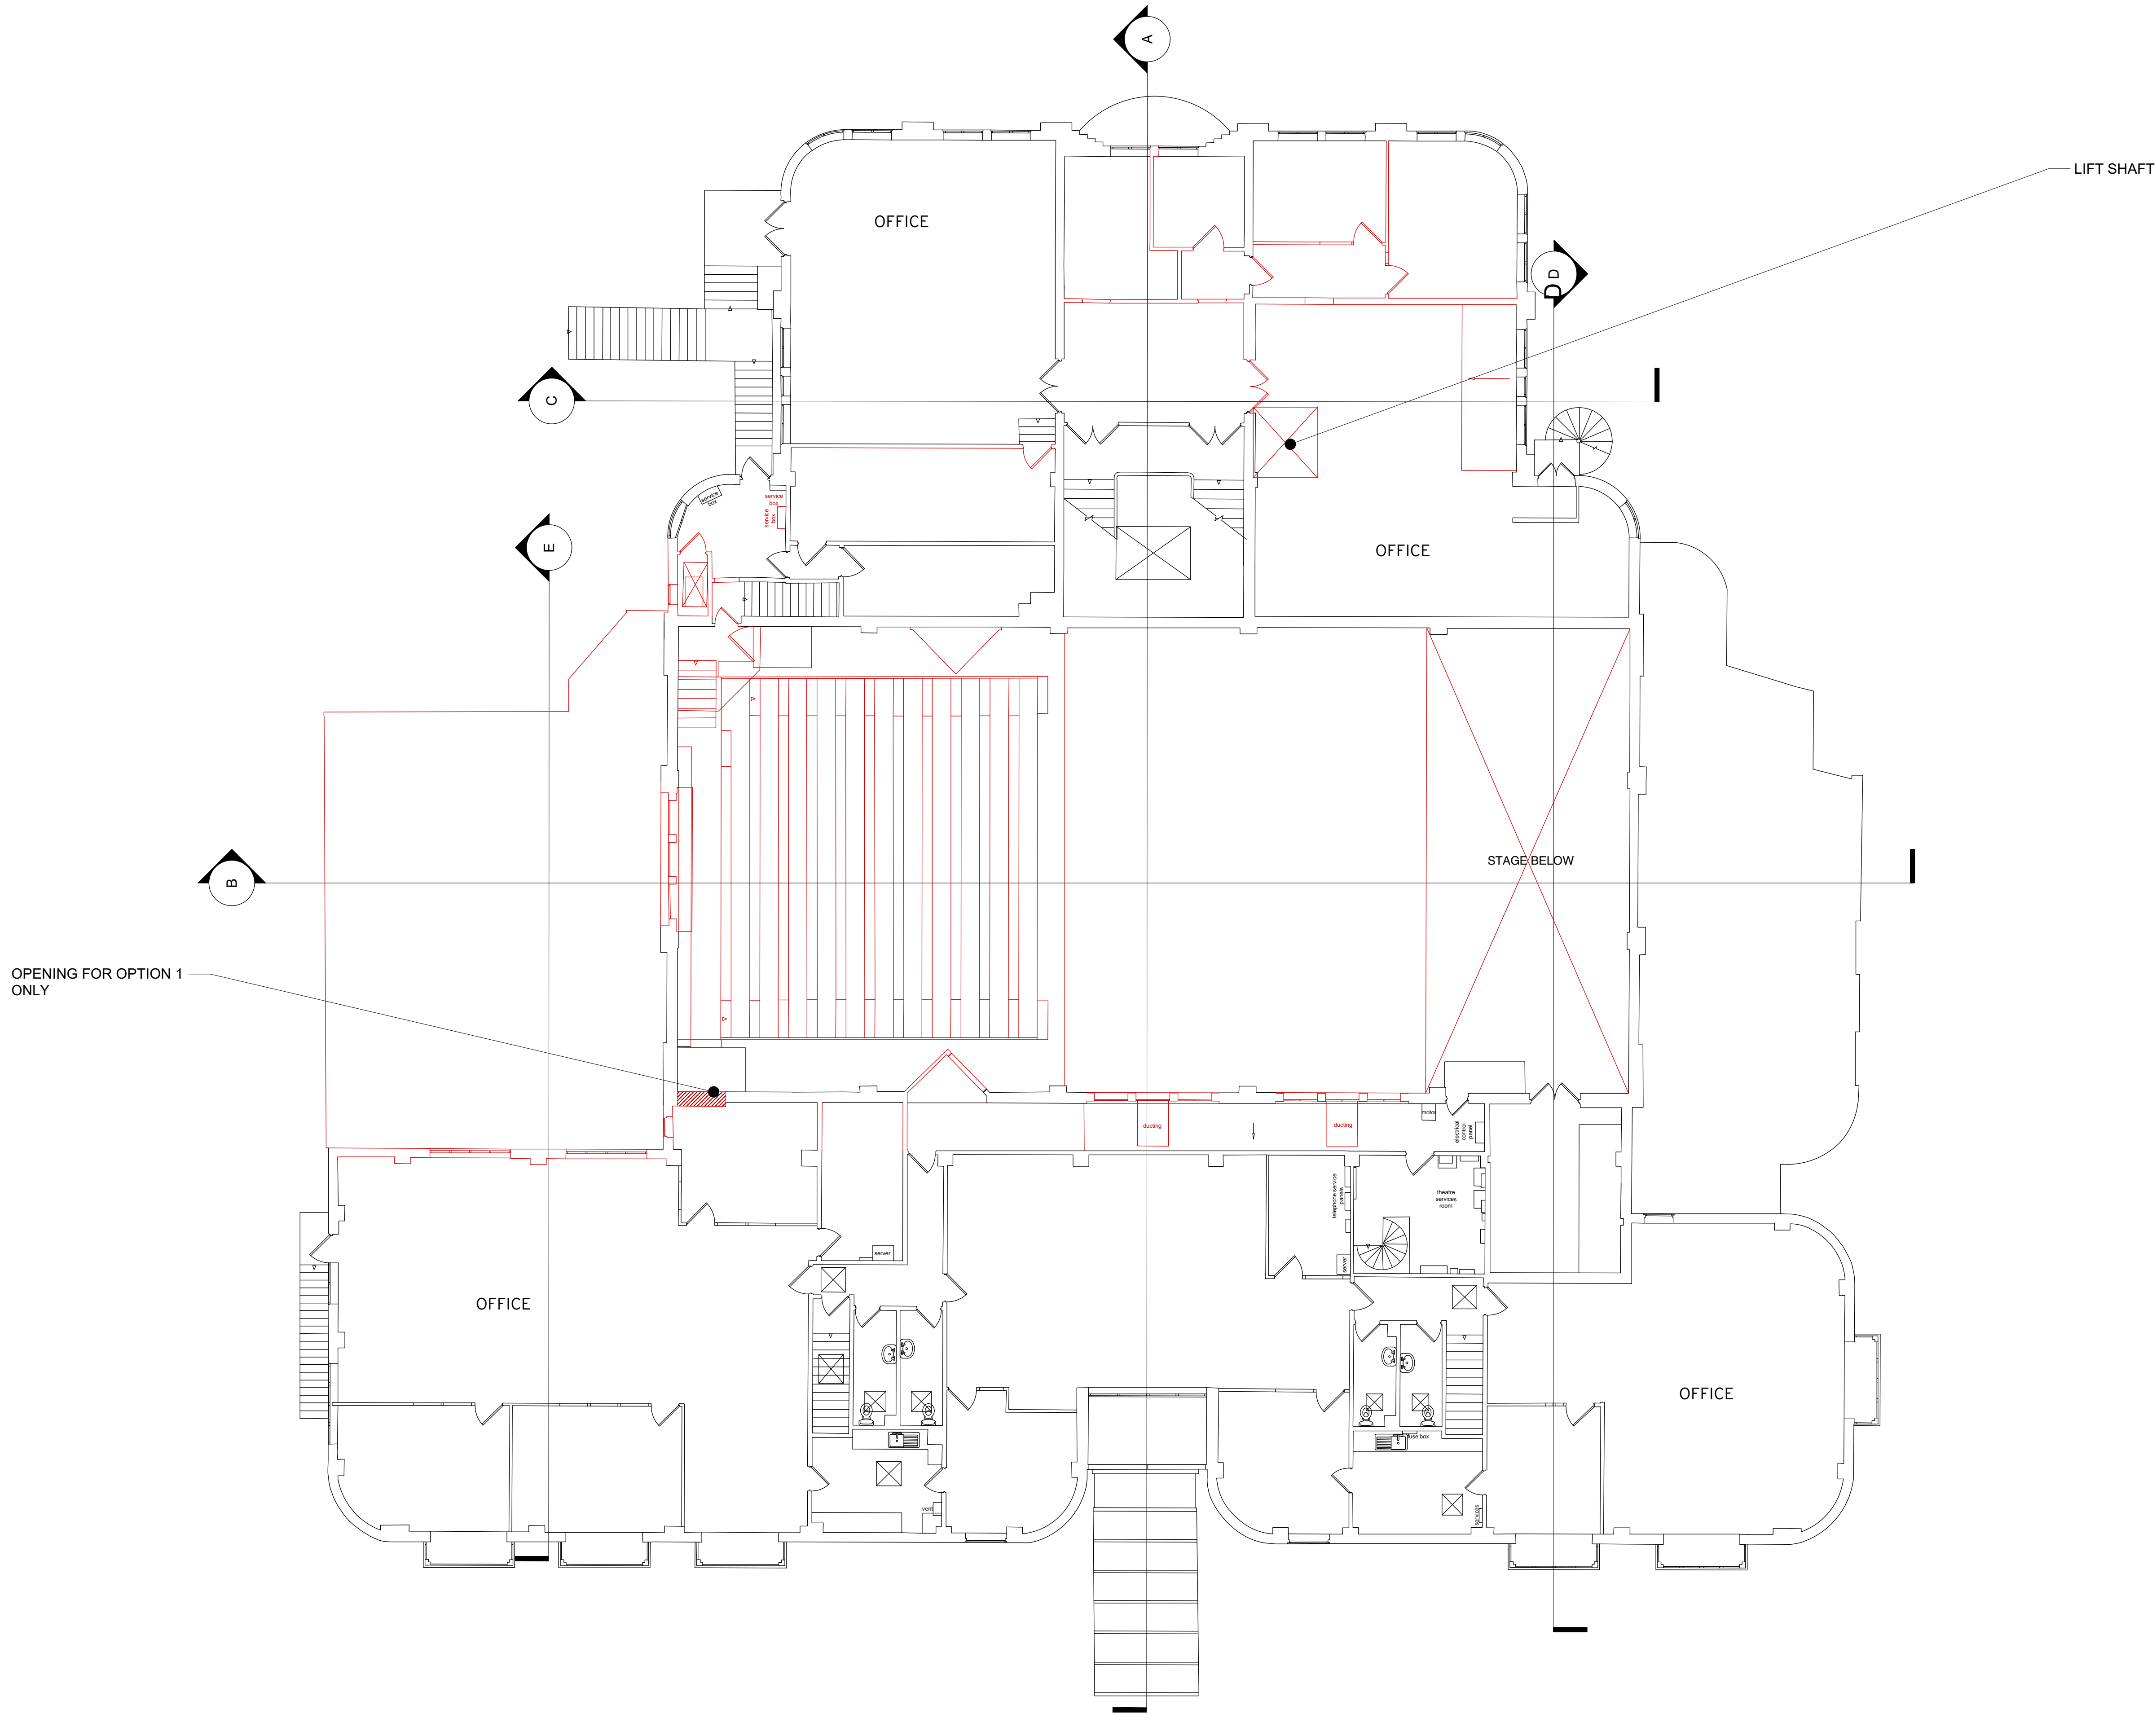 A
LIFT SHAFT
OFFICE
D
D
C
service
box
service
box
service
box
E
OFFICE
STAGE BELOW
B
OPENING FOR OPTION 1
ONLY
motor
ducting
ducting
electrical
control
panel
telephone service
panels
theatre
services
room
server
server
OFFICE
OFFICE
fuse box
vent
services